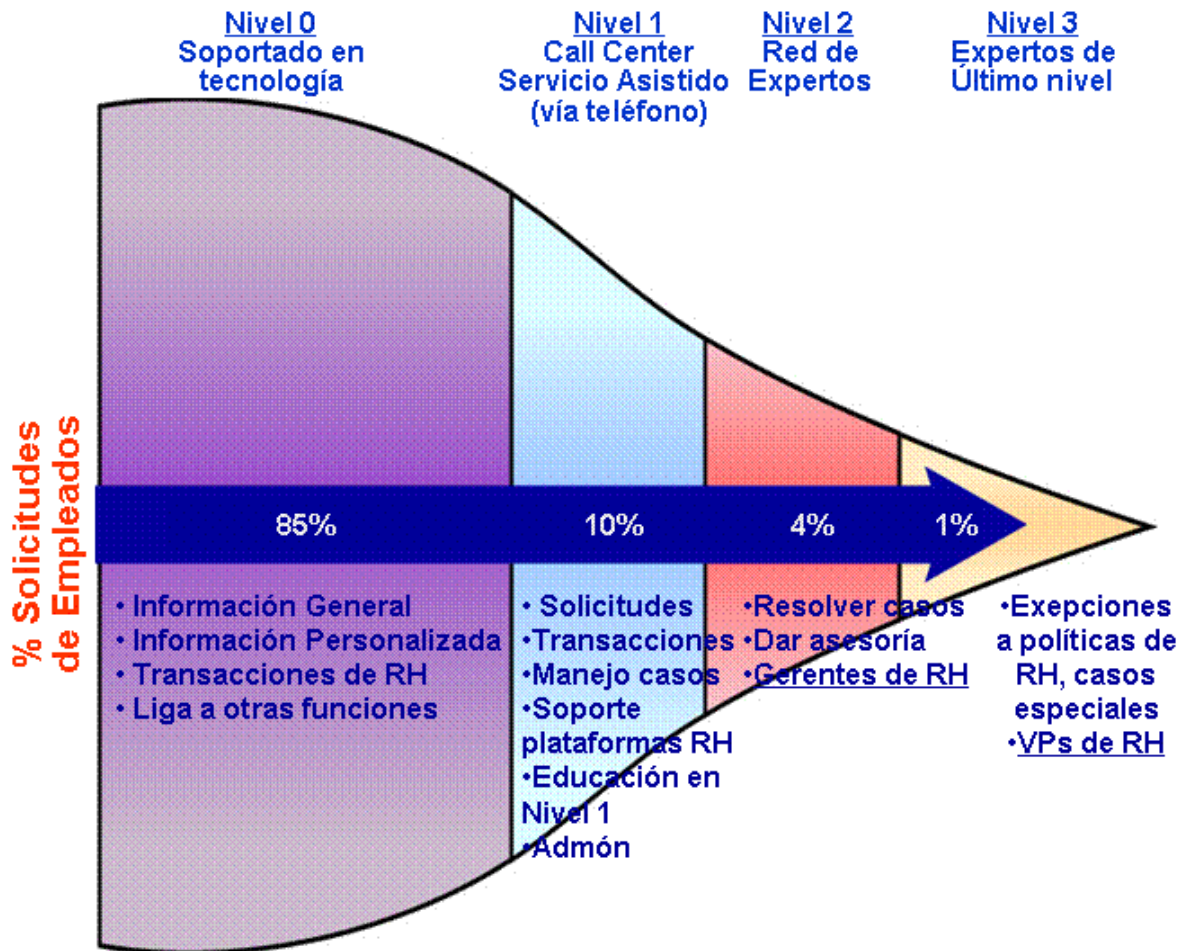 Nivel 0
Soportado en
tecnología
Nivel 1
Call Center
Servicio Asistido
(vía teléfono)
Nivel 2
Red de
Expertos
Nivel 3
Expertos de
Último nivel
% Solicitudes
de Empleados
85%
10%
4%
1%
• Información General
• Información Personalizada
• Transacciones de RH
• Liga a otras funciones
• Solicitudes
•Transacciones
•Manejo casos
•Soporte
plataformas RH
•Educación en
Nivel 1
•Admón
•Resolver casos
•Dar asesoría
•Gerentes de RH
•Exepciones
a políticas de
RH, casos
especiales
•VPs de RH